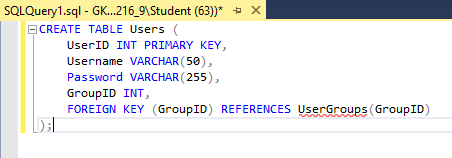 SQLQuery1.sql - GK...216_9\Student (63))*
CREATE TABLE Users (
UserID INT PRIMARY KEY,
Username VARCHAR(50),
Password VARCHAR(255),
GroupID INT,
FOREIGN KEY (GroupID) REFERENCES UserGroups(GroupID)
);